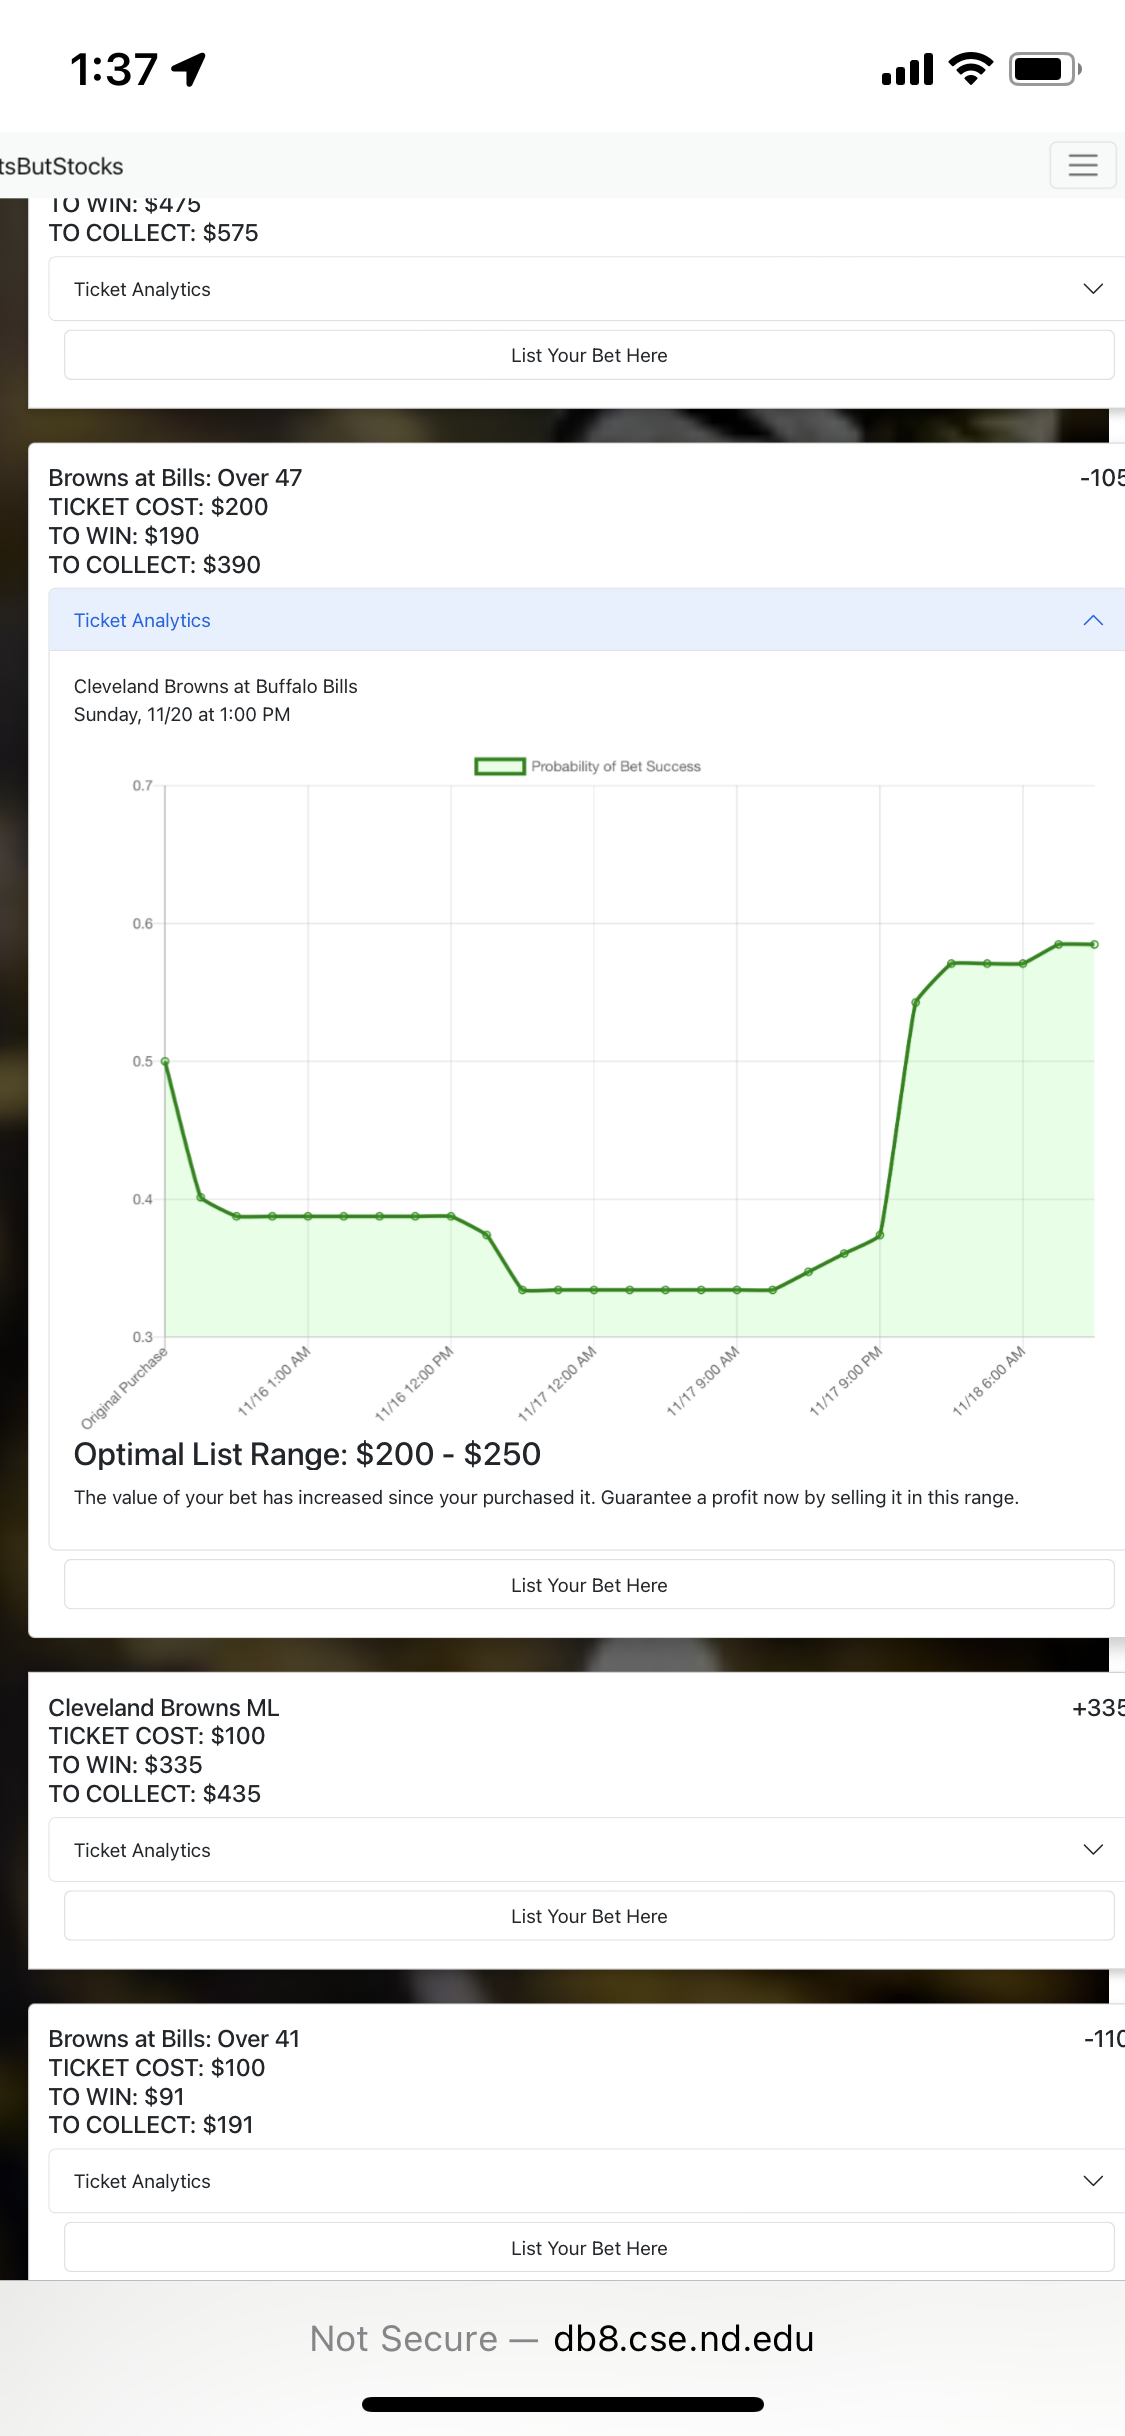 1:37
tsButStocks
TO WIN: $475
TO COLLECT: $575
Ticket Analytics
List Your Bet Here
Browns at Bills: Over 47
-105
TICKET COST: $200
TO WIN: $190
TO COLLECT: $390
Ticket Analytics
Cleveland Browns at Buffalo Bills
Sunday, 11/20 at 1:00 PM
Probability of Bet Success
0.7
0.6
0.5
0.4
0.3
Original Purchase
11/16 1:00 AM
11/16 12:00 PM
11/17 12:00 AM
11/17 9:00 AM
11/17 9:00 PM
11/18 6:00 AM
Optimal List Range: $200 - $250
The value of your bet has increased since your purchased it. Guarantee a profit now by selling it in this range.
List Your Bet Here
Cleveland Browns ML
+335
TICKET COST: $100
TO WIN: $335
TO COLLECT: $435
Ticket Analytics
List Your Bet Here
Browns at Bills: Over 41
-110
TICKET COST: $100
TO WIN: $91
TO COLLECT: $191
Ticket Analytics
List Your Bet Here
Not Secure — db8.cse.nd.edu